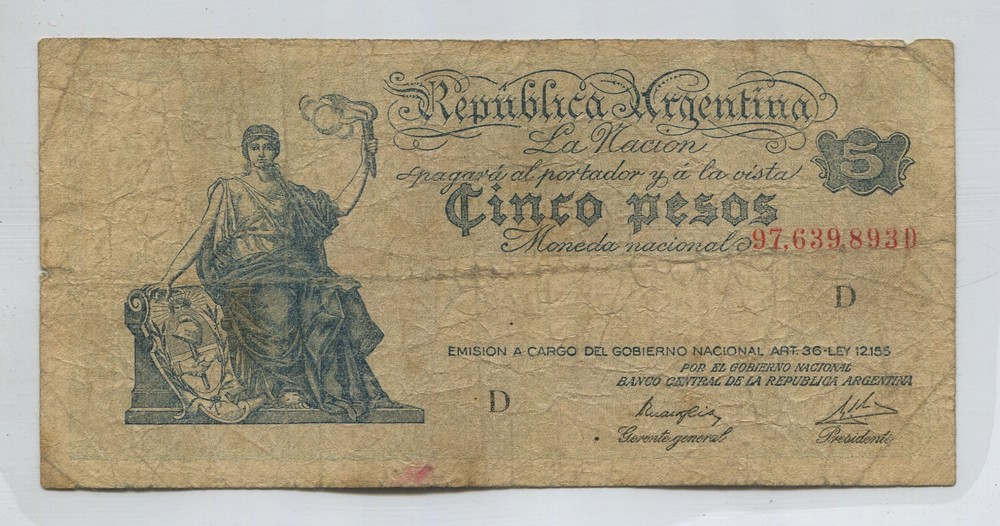 República Argentina
La Nación
pagará al portador y á la vista
5
Cinco pesos
Moneda nacional
97,639,893D
D
EMISION A CARGO DEL GOBIERNO NACIONAL ART. 36-LEY 12.155
POR EL GOBIERNO NACIONAL
BANCO CENTRAL DE LA REPUBLICA ARGENTINA
D
Gerente general
Presidente